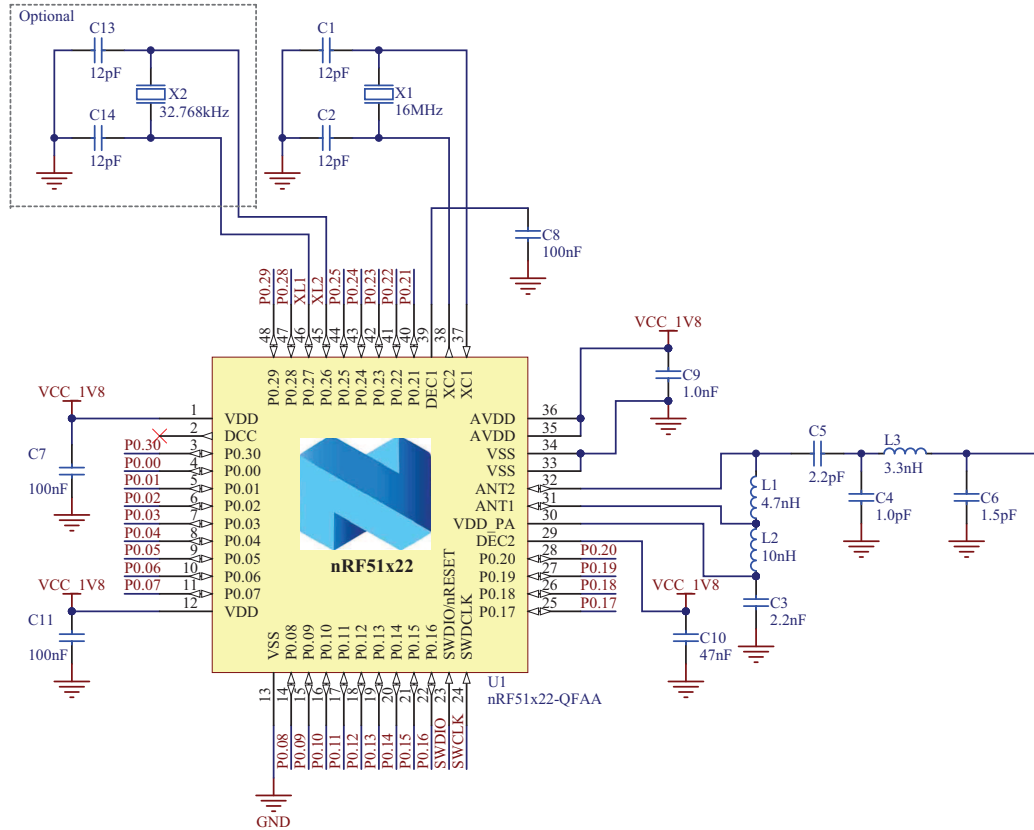 Optional
C13
12pF
X2
32.768kHz
C14
12pF
C1
12pF
X1
16MHz
C2
12pF
C8
100nF
P0.29
P0.28
XL1
XL2
P0.25
P0.24
P0.23
P0.22
P0.21
48
47
46
45
44
43
42
41
40
39
38
37
P0.29
P0.28
P0.27
P0.26
P0.25
P0.24
P0.23
P0.22
P0.21
DEC1
XC2
XC1
VCC_1V8
C9
1.0nF
VCC_1V8
C7
100nF
1 VDD
2 DCC
P0.30 3 P0.30
P0.00 4 P0.00
P0.01 5 P0.01
P0.02 6 P0.02
P0.03 7 P0.03
P0.04 8 P0.04
P0.05 9 P0.05
P0.06 10 P0.06
P0.07 11 P0.07
12 VDD
VCC_1V8
C11
100nF
nRF51x22
AVDD 36
AVDD 35
VSS 34
VSS 33
ANT2 32
ANT1 31
VDD_PA 30
DEC2 29
P0.20 28 P0.20
P0.19 27 P0.19
P0.18 26 P0.18
P0.17 25 P0.17
C5
2.2pF
L3
3.3nH
L1
4.7nH
C4
1.0pF
C6
1.5pF
L2
10nH
C3
2.2nF
VCC_1V8
C10
47nF
VSS
P0.08
P0.09
P0.10
P0.11
P0.12
P0.13
P0.14
P0.15
P0.16
SWDIO/nRESET
SWDCLK
U1
nRF51x22-QFAA
13
14
15
16
17
18
19
20
21
22
23
24
P0.08
P0.09
P0.10
P0.11
P0.12
P0.13
P0.14
P0.15
P0.16
SWDIO
SWCLK
GND